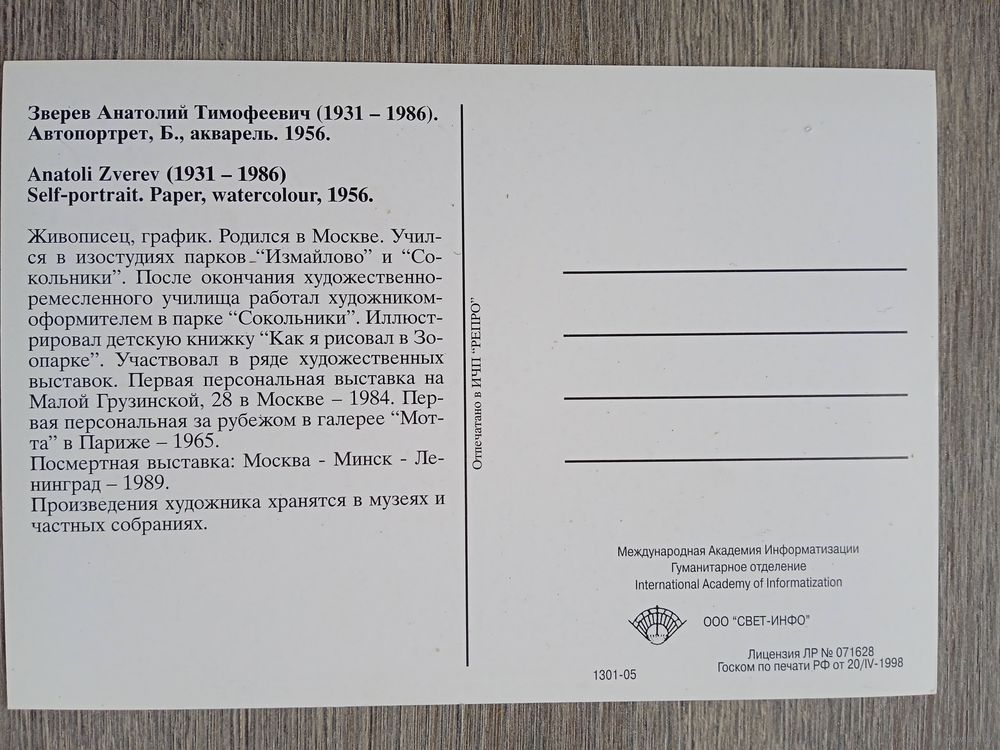 Зверев Анатолий Тимофеевич (1931 – 1986).
Автопортрет, Б., акварель. 1956.
Anatoli Zverev (1931 – 1986)
Self-portrait. Paper, watercolour, 1956.
Живописец, график. Родился в Москве. Учил-
ся в изостудиях парков “Измайлово” и “Со-
кольники”. После окончания художественно-
ремесленного училища работал художником-
оформителем в парке “Сокольники”. Иллюст-
рировал детскую книжку “Как я рисовал в Зо-
опарке”. Участвовал в ряде художественных
выставок. Первая персональная выставка на
Малой Грузинской, 28 в Москве – 1984. Пер-
вая персональная за рубежом в галерее “Мот-
та” в Париже – 1965.
Посмертная выставка: Москва - Минск - Ле-
нинград – 1989.
Произведения художника хранятся в музеях и
частных собраниях.
Отпечатано в ИЧП “РЕПРО”
Международная Академия Информатизации
Гуманитарное отделение
International Academy of Informatization
ООО “СВЕТ-ИНФО”
Лицензия ЛР № 071628
Госком по печати РФ от 20/IV-1998
1301-05